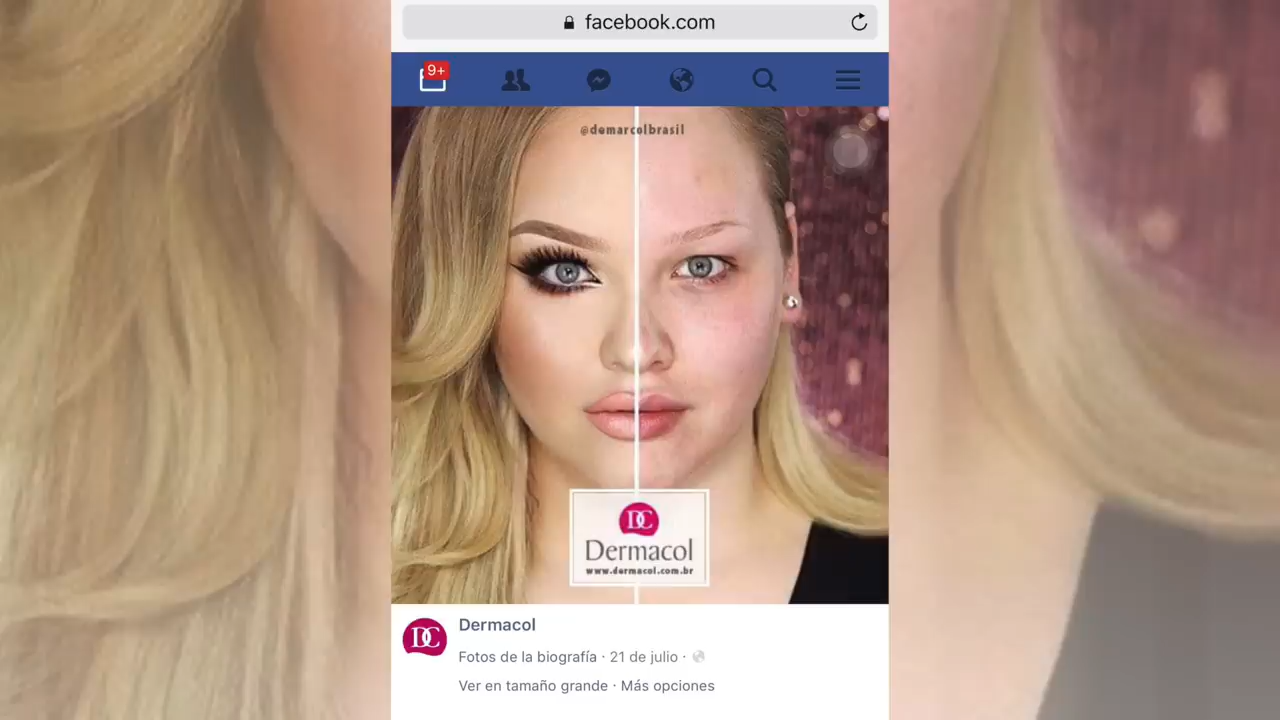 facebook.com
9+
@demarcolbrasil
DC
Dermacol
www.dermacol.com.br
DC
Dermacol
Fotos de la biografía · 21 de julio ·
Ver en tamaño grande · Más opciones